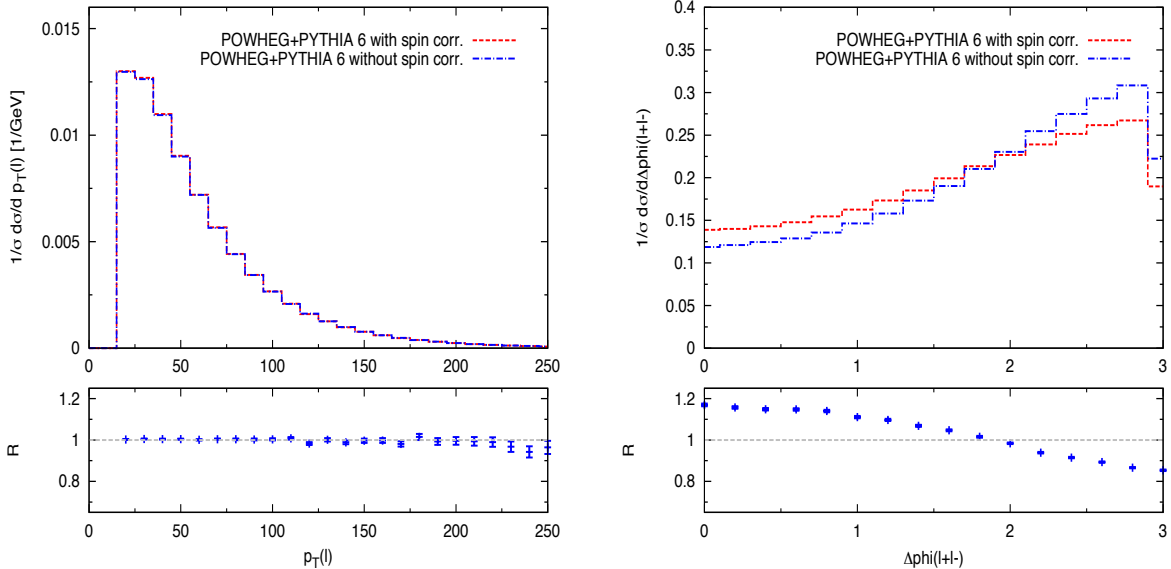 POWHEG+PYTHIA 6 with spin corr.
POWHEG+PYTHIA 6 without spin corr.
1/σ dσ/d p_T(l) [1/GeV]
0.015
0.01
0.005
0
0 50 100 150 200 250
R
1.2
1
0.8
0 50 100 150 200 250
p_T(l)
POWHEG+PYTHIA 6 with spin corr.
POWHEG+PYTHIA 6 without spin corr.
1/σ dσ/dΔphi(l+l-)
0.4
0.35
0.3
0.25
0.2
0.15
0.1
0.05
0
0 1 2 3
R
1.2
1
0.8
0 1 2 3
Δphi(l+l-)